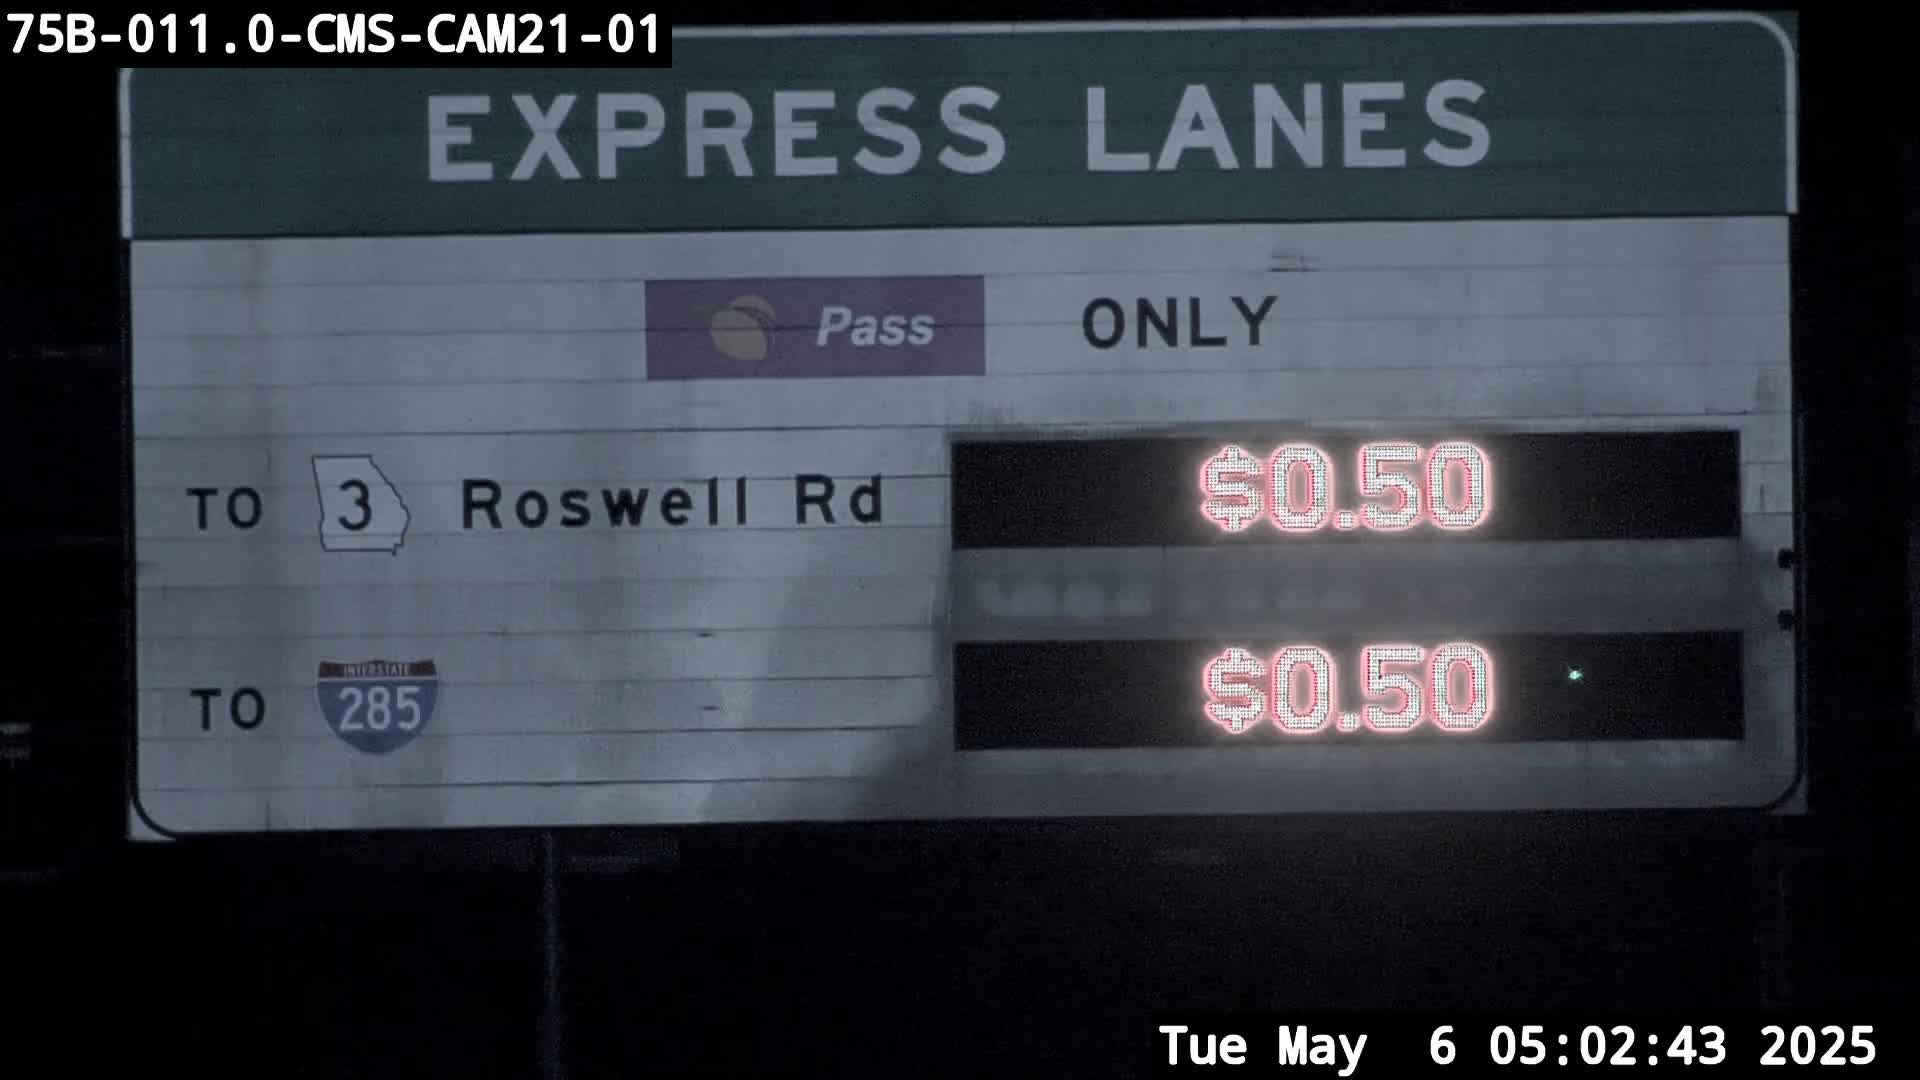 75B-011.0-CMS-CAM21-01
EXPRESS LANES
Pass ONLY
TO 3 Roswell Rd $0.50
INTERSTATE
TO 285 $0.50
Tue May 6 05:02:43 2025